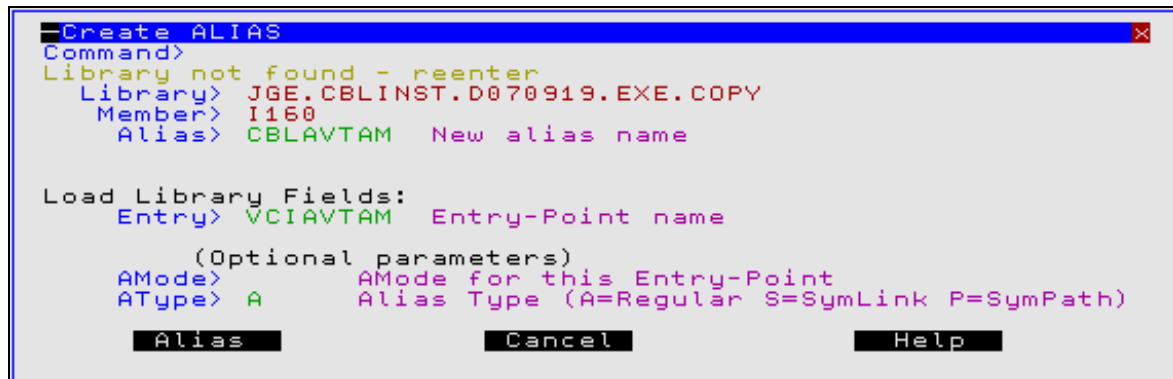 Create ALIAS
Command>
Library not found - reenter
Library> JGE.CBLINST.D070919.EXE.COPY
Member> I160
Alias> CBLAVTAM New alias name
Load Library Fields:
Entry> VCIAVTAM Entry-Point name
(Optional parameters)
AMode> AMode for this Entry-Point
AType> A Alias Type (A=Regular S=SymLink P=SymPath)
Alias Cancel Help